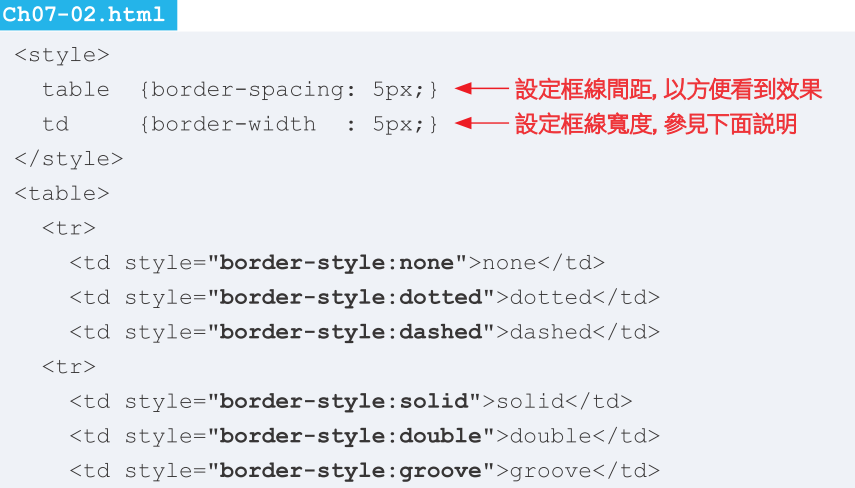 Ch07-02.html
<style>
  table  {border-spacing: 5px;} 設定框線間距, 以方便看到效果
  td     {border-width  : 5px;} 設定框線寬度, 參見下面說明
</style>
<table>
  <tr>
    <td style="border-style:none">none</td>
    <td style="border-style:dotted">dotted</td>
    <td style="border-style:dashed">dashed</td>
  <tr>
    <td style="border-style:solid">solid</td>
    <td style="border-style:double">double</td>
    <td style="border-style:groove">groove</td>